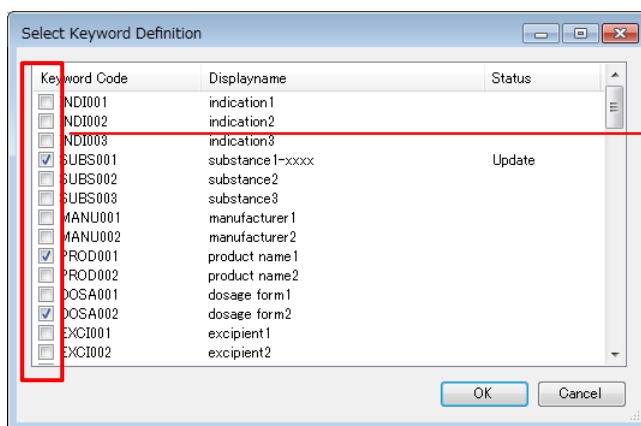 Select Keyword Definition
Keyword Code Displayname Status
INDI001 indication1
INDI002 indication2
INDI003 indication3
SUBS001 substance1-xxxx Update
SUBS002 substance2
SUBS003 substance3
MANU001 manufacturer1
MANU002 manufacturer2
PROD001 product name1
PROD002 product name2
DOSA001 dosage form1
DOSA002 dosage form2
EXCI001 excipient1
EXCI002 excipient2
OK Cancel